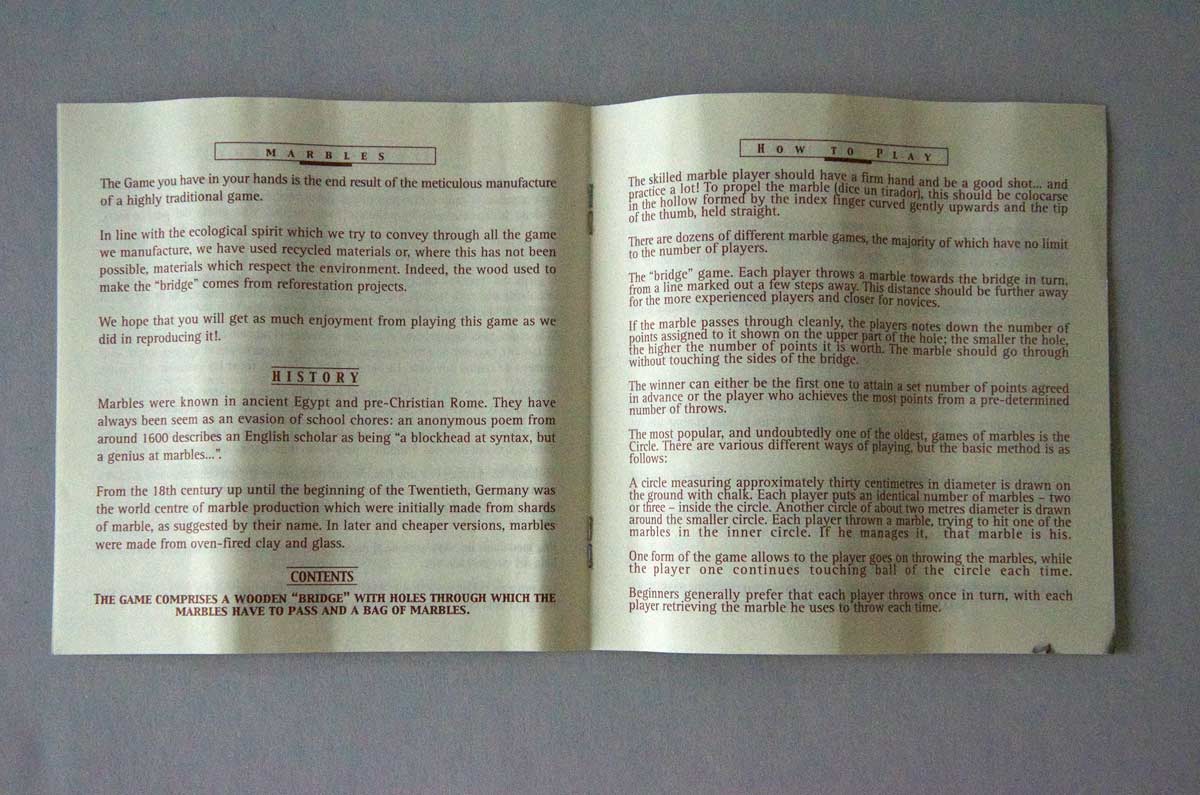 MARBLES
The Game you have in your hands is the end result of the meticulous manufacture
of a highly traditional game.
In line with the ecological spirit which we try to convey through all the game
we manufacture, we have used recycled materials or, where this has not been
possible, materials which respect the environment. Indeed, the wood used to
make the "bridge" comes from reforestation projects.
We hope that you will get as much enjoyment from playing this game as we
did in reproducing it!.
HISTORY
Marbles were known in ancient Egypt and pre-Christian Rome. They have
always been seem as an evasion of school chores: an anonymous poem from
around 1600 describes an English scholar as being "a blockhead at syntax, but
a genius at marbles...".
From the 18th century up until the beginning of the Twentieth, Germany was
the world centre of marble production which were initially made from shards
of marble, as suggested by their name. In later and cheaper versions, marbles
were made from oven-fired clay and glass.
CONTENTS
THE GAME COMPRISES A WOODEN "BRIDGE" WITH HOLES THROUGH WHICH THE
MARBLES HAVE TO PASS AND A BAG OF MARBLES.
HOW TO PLAY
The skilled marble player should have a firm hand and be a good shot... and
practice a lot! To propel the marble (dice un tirador), this should be colocarse
in the hollow formed by the index finger curved gently upwards and the tip
of the thumb, held straight.
There are dozens of different marble games, the majority of which have no limit
to the number of players.
The "bridge" game. Each player throws a marble towards the bridge in turn,
from a line marked out a few steps away. This distance should be further away
for the more experienced players and closer for novices.
If the marble passes through cleanly, the players notes down the number of
points assigned to it shown on the upper part of the hole; the smaller the hole,
the higher the number of points it is worth. The marble should go through
without touching the sides of the bridge.
The winner can either be the first one to attain a set number of points agreed
in advance or the player who achieves the most points from a pre-determined
number of throws.
The most popular, and undoubtedly one of the oldest, games of marbles is the
Circle. There are various different ways of playing, but the basic method is as
follows:
A circle measuring approximately thirty centimetres in diameter is drawn on
the ground with chalk. Each player puts an identical number of marbles – two
or three – inside the circle. Another circle of about two metres diameter is drawn
around the smaller circle. Each player thrown a marble, trying to hit one of the
marbles in the inner circle. If he manages it, that marble is his.
One form of the game allows to the player goes on throwing the marbles, while
the player one continues touching ball of the circle each time.
Beginners generally prefer that each player throws once in turn, with each
player retrieving the marble he uses to throw each time.